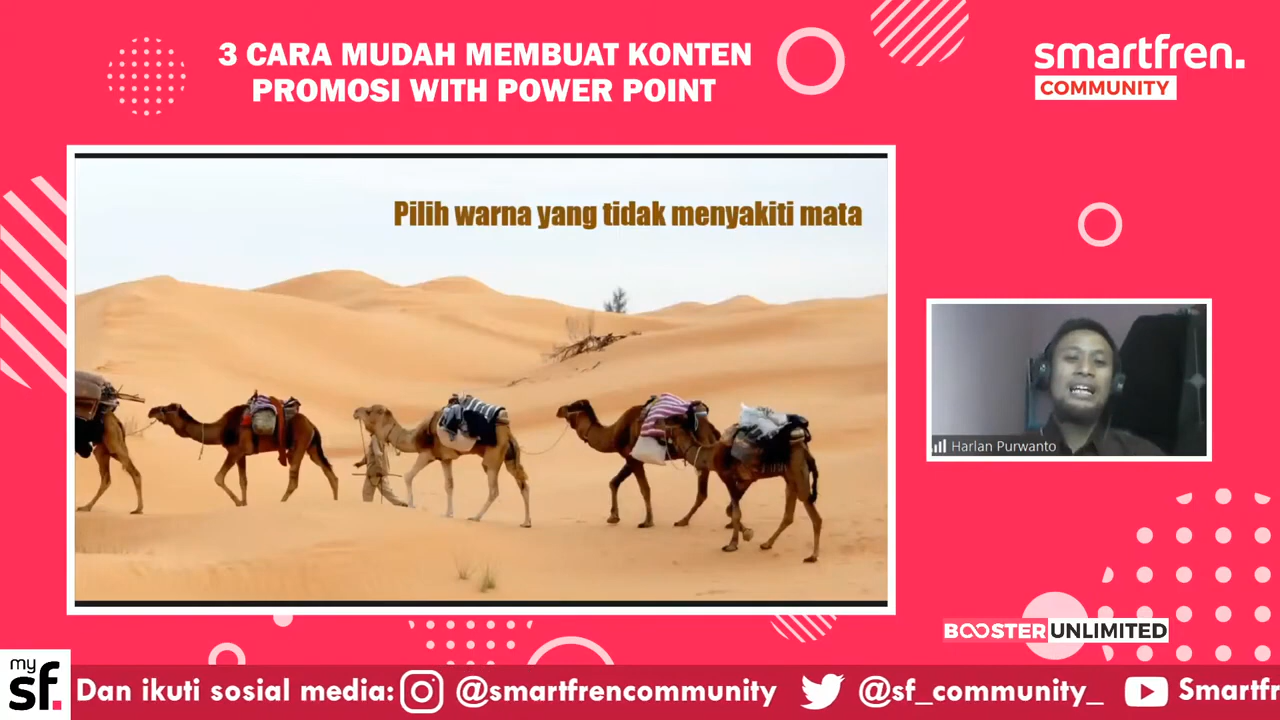 3 CARA MUDAH MEMBUAT KONTEN
PROMOSI WITH POWER POINT
smartfren.
COMMUNITY
Pilih warna yang tidak menyakiti mata
Harlan Purwanto
BOOSTER UNLIMITED
my
sf.
Dan ikuti sosial media: @smartfrencommunity @sf_community_ Smartfr